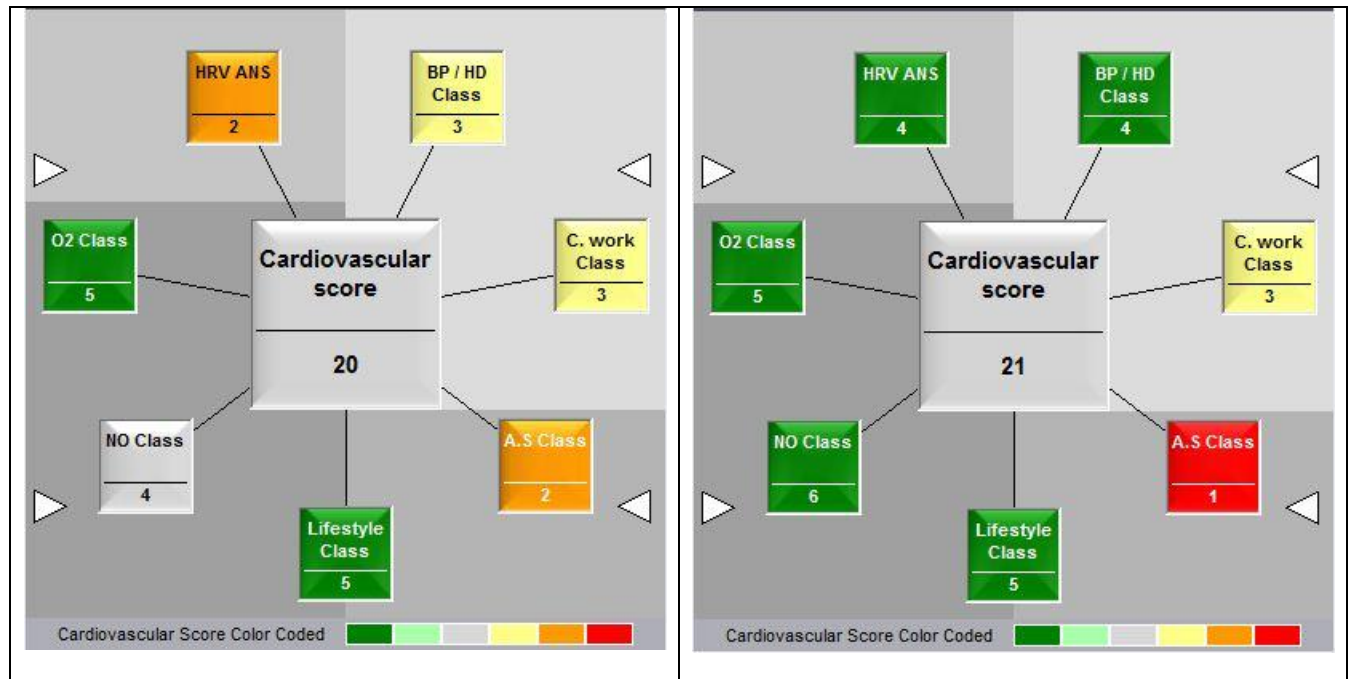 HRV ANS
2
BP / HD
Class
3
O2 Class
5
Cardiovascular
score
20
C. work
Class
3
NO Class
4
A.S Class
2
Lifestyle
Class
5
Cardiovascular Score Color Coded
HRV ANS
4
BP / HD
Class
4
O2 Class
5
Cardiovascular
score
21
C. work
Class
3
NO Class
6
A.S Class
1
Lifestyle
Class
5
Cardiovascular Score Color Coded